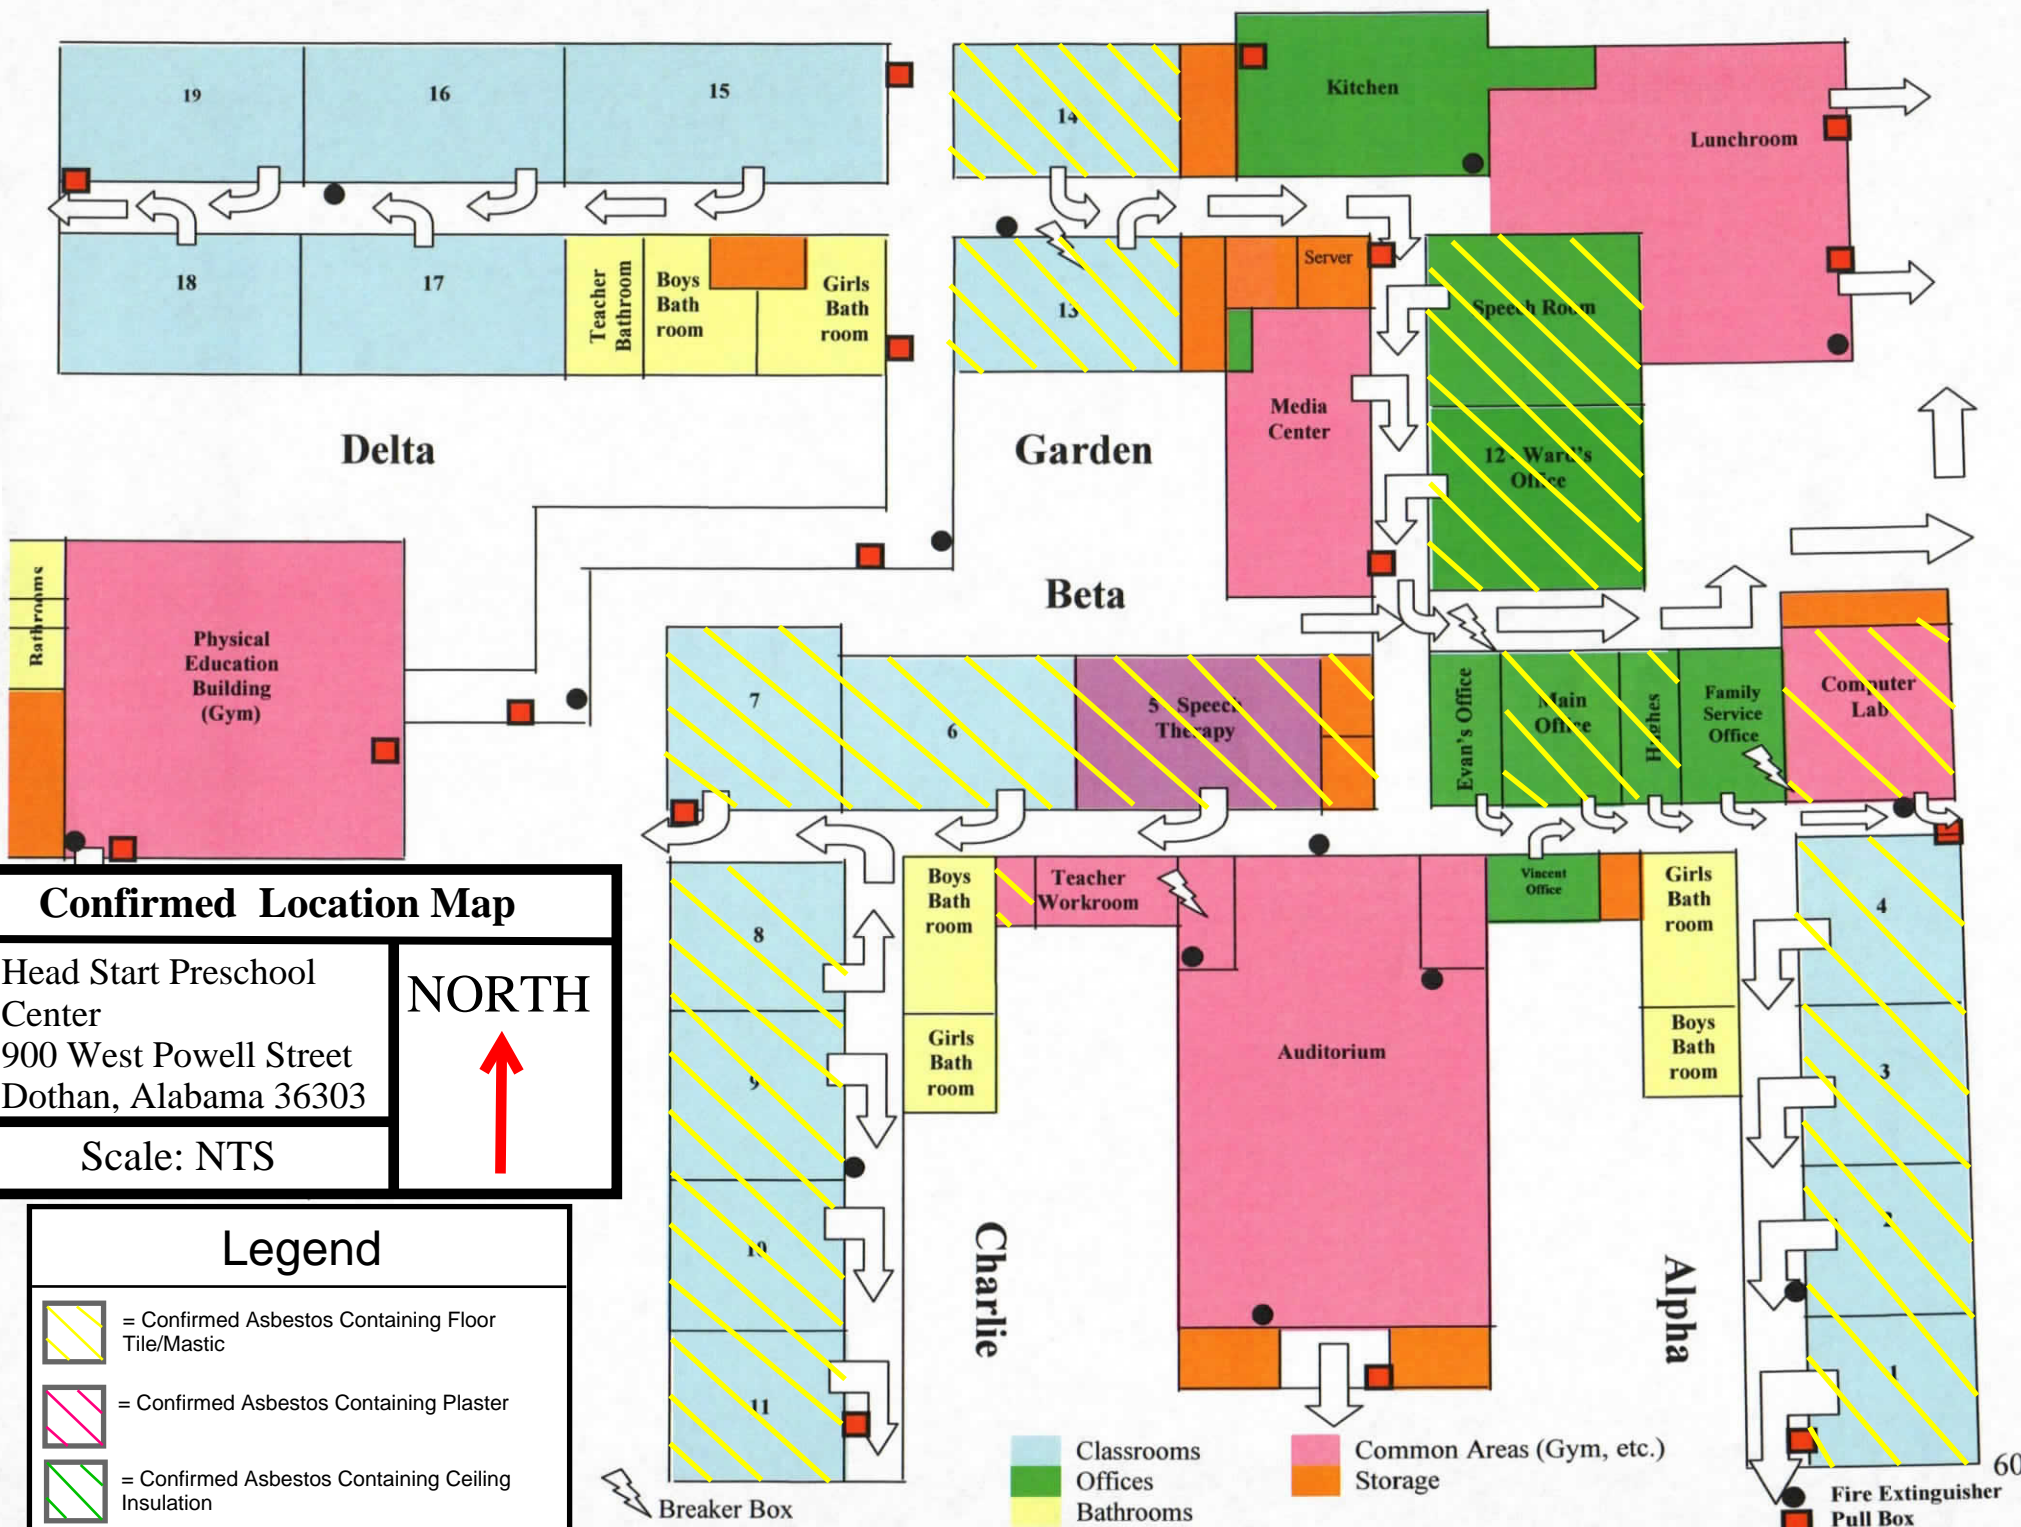 19
16
15
14
Kitchen
Lunchroom
18
17
Teacher
Bathroom
Boys
Bath
room
Girls
Bath
room
13
Server
Speech Room
Media
Center
12 - Ward's
Office
Delta
Garden
Beta
Bathrooms
Physical
Education
Building
(Gym)
7
6
5 - Speech
Therapy
Evan's Office
Main
Office
Hughes
Family
Service
Office
Computer
Lab
Boys
Bath
room
Teacher
Workroom
Vincent
Office
Girls
Bath
room
4
8
Confirmed Location Map
Head Start Preschool
Center
900 West Powell Street
Dothan, Alabama 36303
NORTH
Scale: NTS
Girls
Bath
room
Auditorium
Boys
Bath
room
3
9
2
10
Charlie
Alpha
1
11
Legend
= Confirmed Asbestos Containing Floor
Tile/Mastic
= Confirmed Asbestos Containing Plaster
= Confirmed Asbestos Containing Ceiling
Insulation
Breaker Box
Classrooms
Offices
Bathrooms
Common Areas (Gym, etc.)
Storage
60
Fire Extinguisher
Pull Box